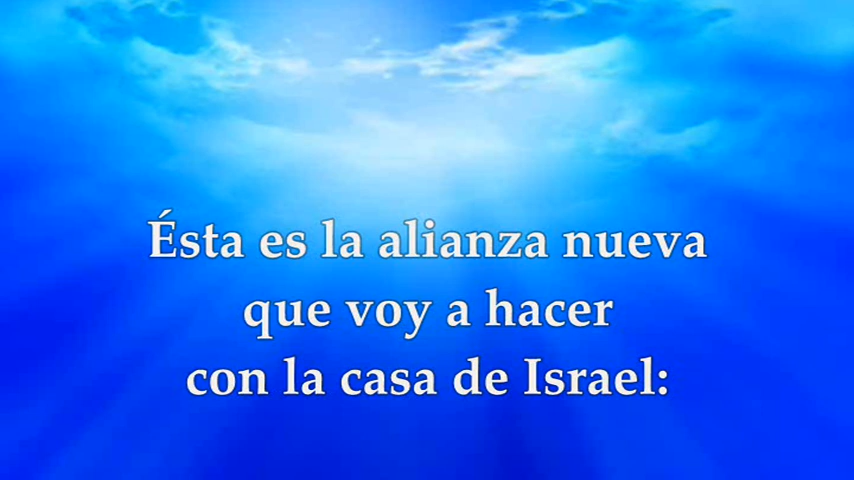 Ésta es la alianza nueva
que voy a hacer
con la casa de Israel: